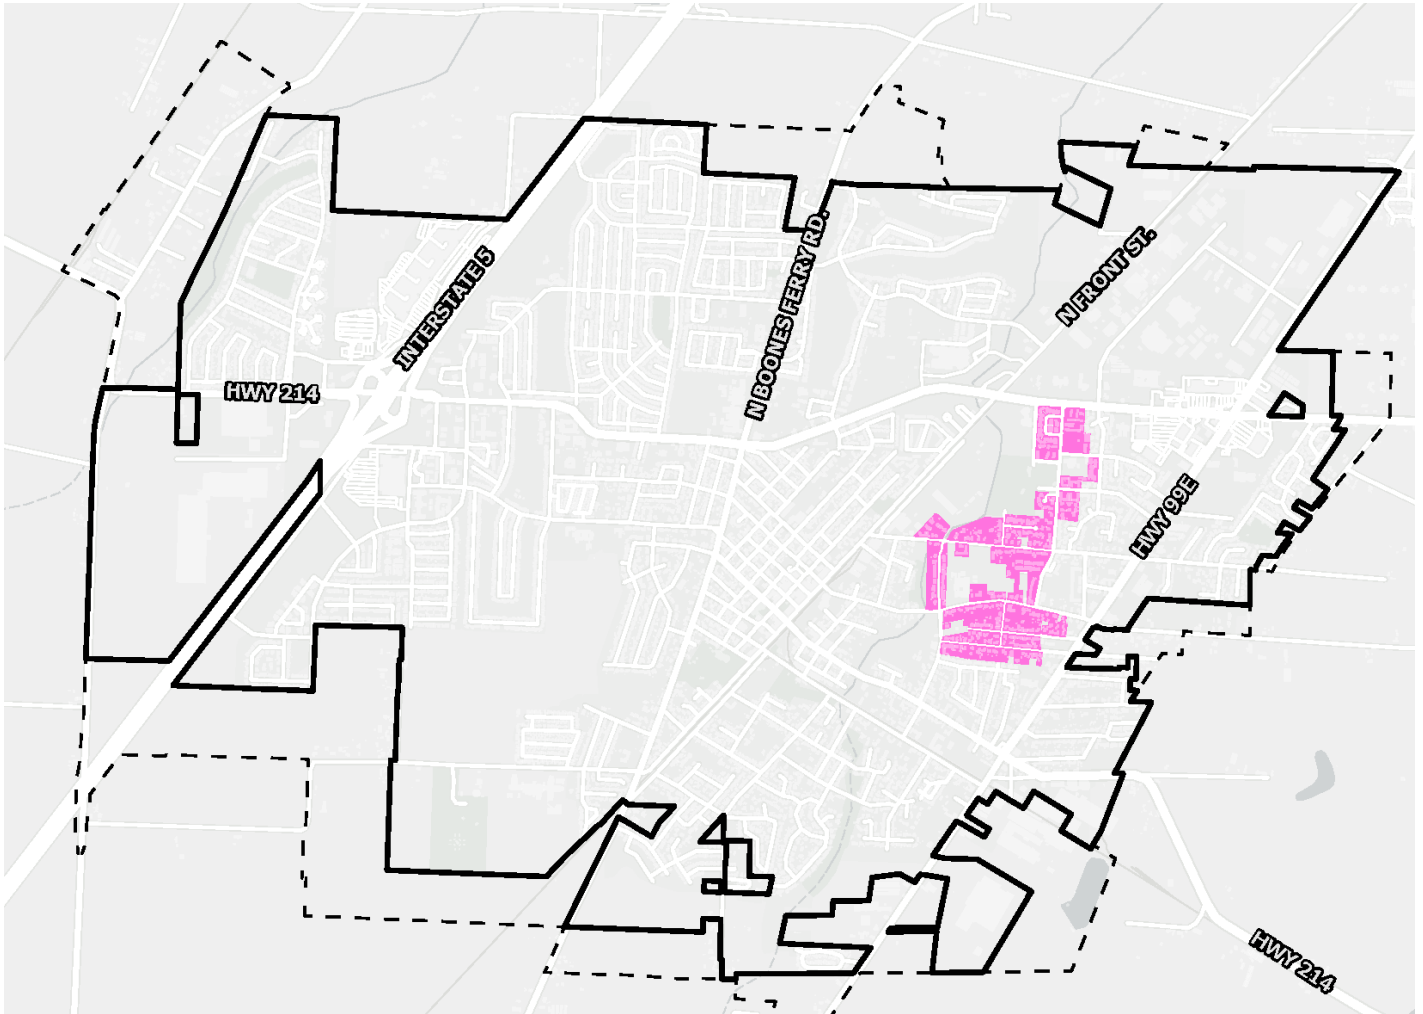 N FRONT ST.
INTERSTATE 5
N BOONES FERRY RD.
HWY 214
HWY 99E
HWY 214